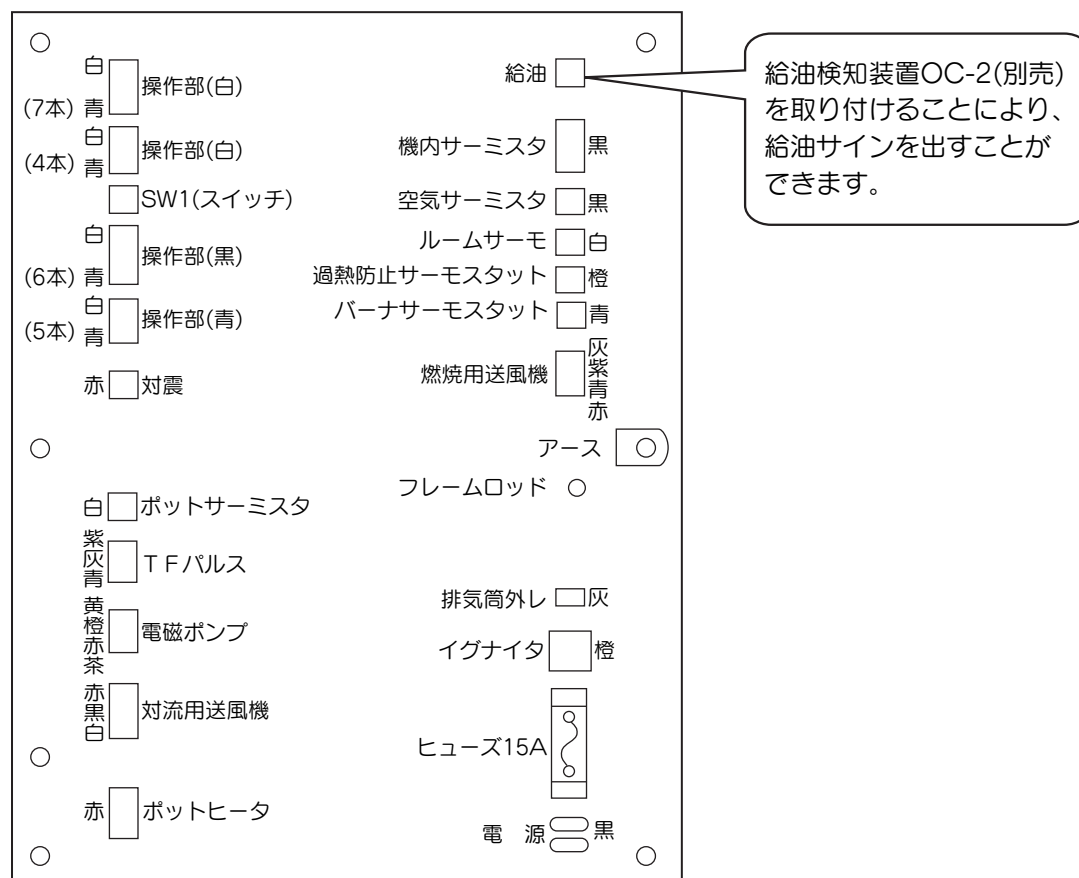 白
操作部(白)
(7本) 青
白
操作部(白)
(4本) 青
SW1(スイッチ)
白
操作部(黒)
(6本) 青
白
操作部(青)
(5本) 青
赤 対震
白 ポットサーミスタ
紫灰青 TFパルス
黄橙赤茶 電磁ポンプ
赤黒白 対流用送風機
赤 ポットヒータ
給油
機内サーミスタ 黒
空気サーミスタ 黒
ルームサーモ 白
過熱防止サーモスタット 橙
バーナサーモスタット 青
燃焼用送風機 灰紫青赤
アース
フレームロッド
排気筒外レ 灰
イグナイタ 橙
ヒューズ15A
電 源 黒
給油検知装置OC-2(別売)
を取り付けることにより、
給油サインを出すことが
できます。